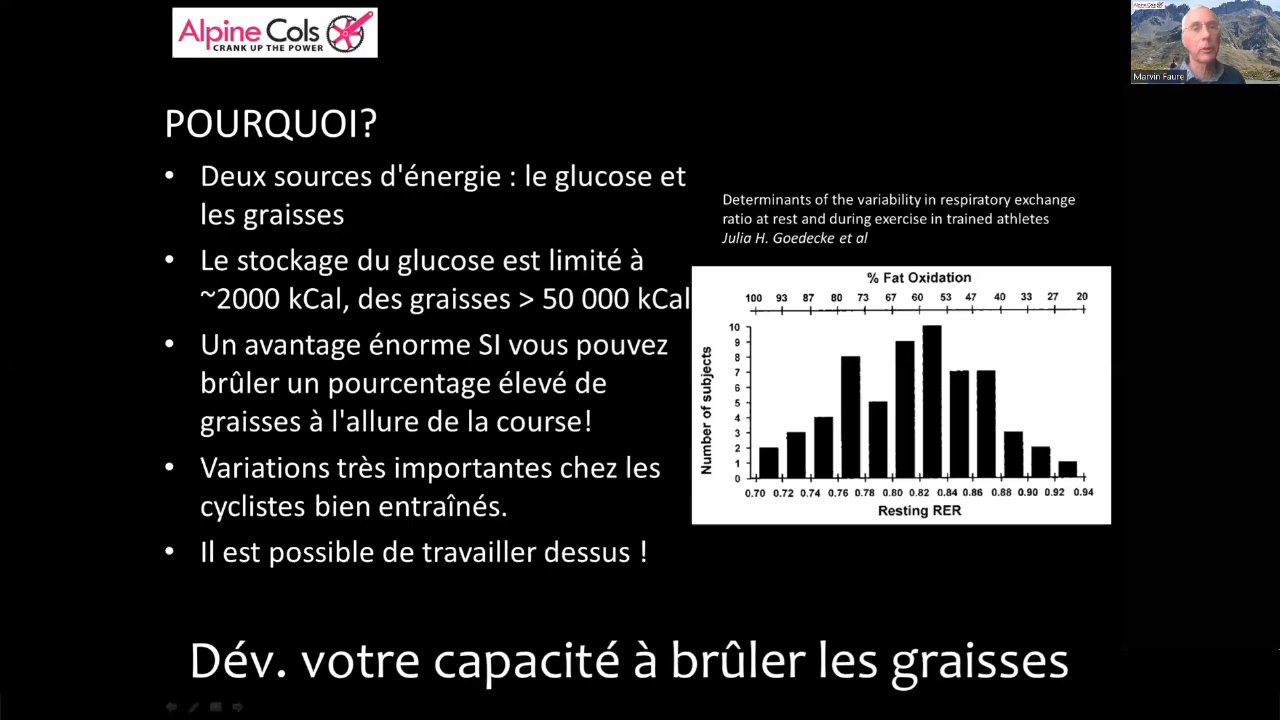 Alpine Cols
CRANK UP THE POWER
Alpine Cols
Marvin Faure
POURQUOI?
• Deux sources d'énergie : le glucose et
les graisses
• Le stockage du glucose est limité à
~2000 kCal, des graisses > 50 000 kCal
• Un avantage énorme SI vous pouvez
brûler un pourcentage élevé de
graisses à l'allure de la course!
• Variations très importantes chez les
cyclistes bien entraînés.
• Il est possible de travailler dessus !
Determinants of the variability in respiratory exchange
ratio at rest and during exercise in trained athletes
Julia H. Goedecke et al
% Fat Oxidation
100 93 87 80 73 67 60 53 47 40 33 27 20
Number of subjects
10
9
8
7
6
5
4
3
2
1
0
0.70 0.72 0.74 0.76 0.78 0.80 0.82 0.84 0.86 0.88 0.90 0.92 0.94
Resting RER
Dév. votre capacité à brûler les graisses